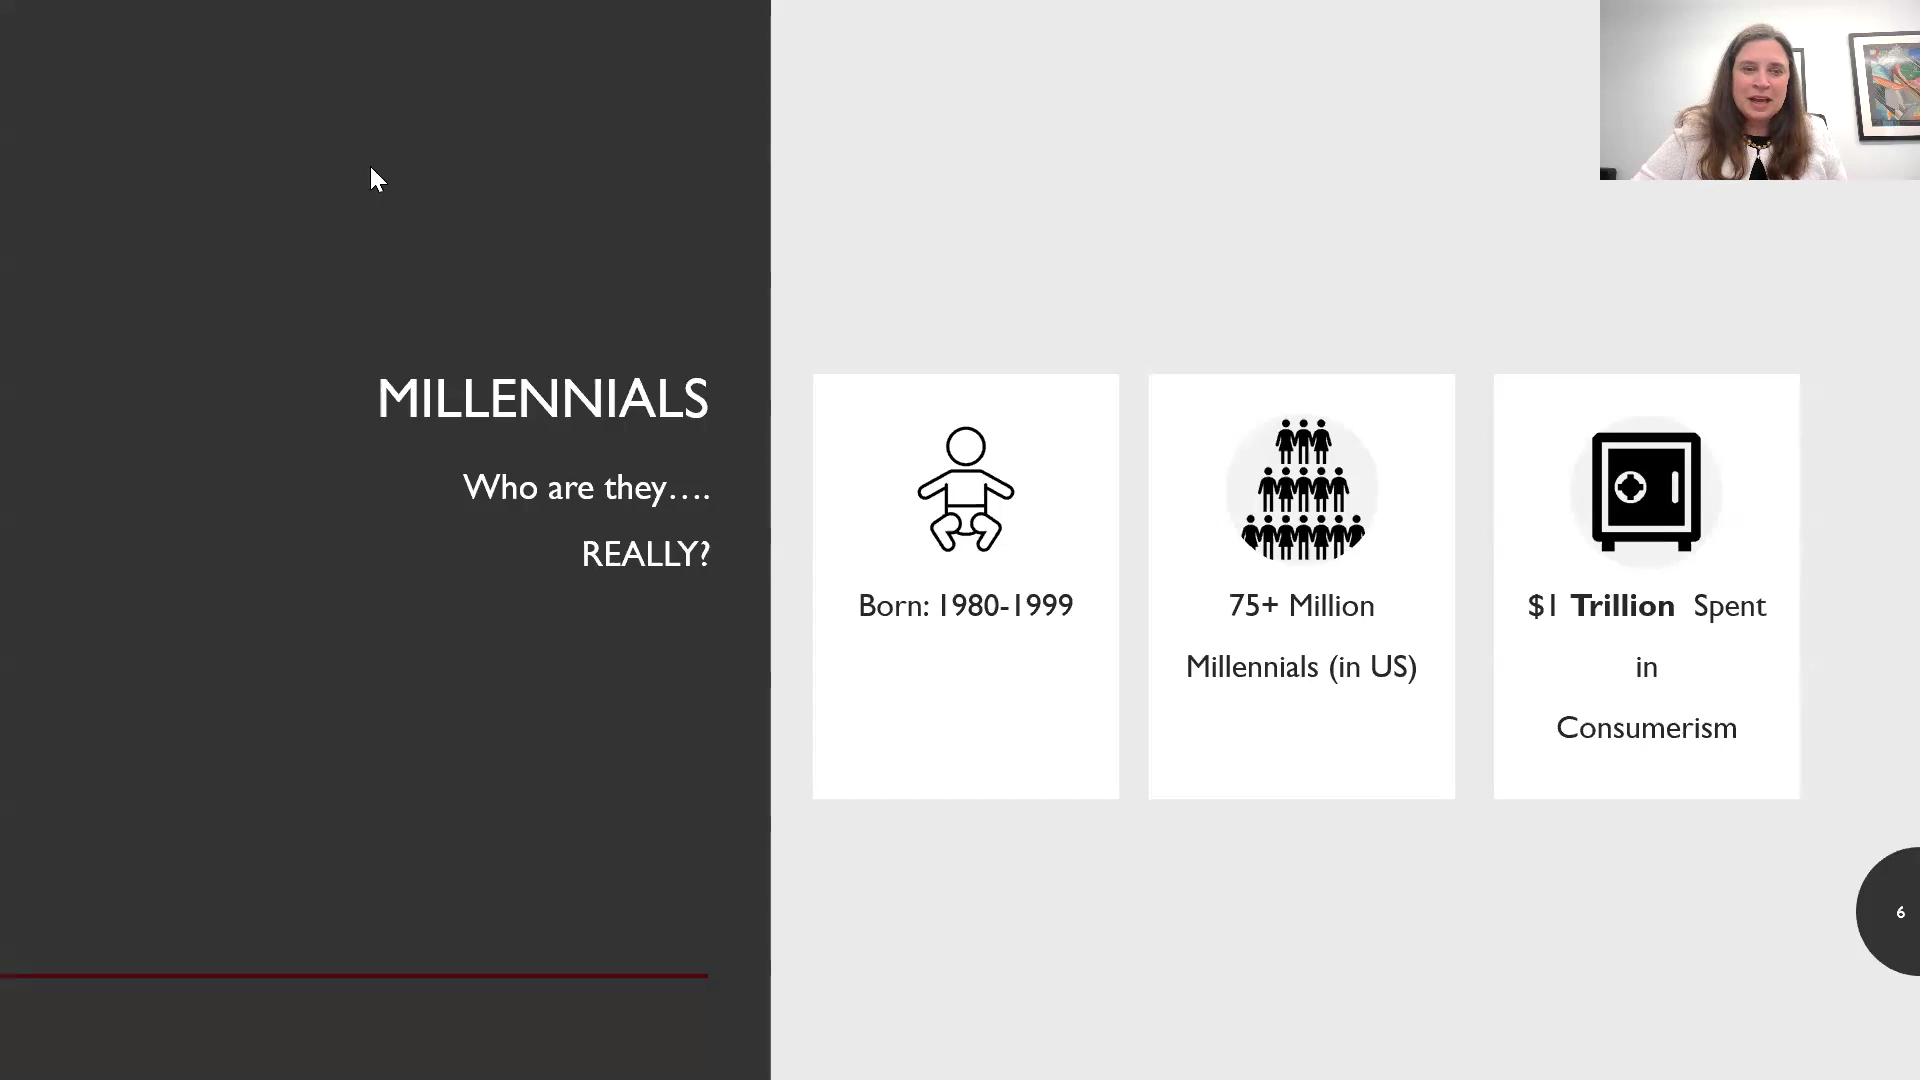 MILLENNIALS
Who are they....
REALLY?
Born: 1980-1999
75+ Million
Millennials (in US)
$1 Trillion Spent
in
Consumerism
6